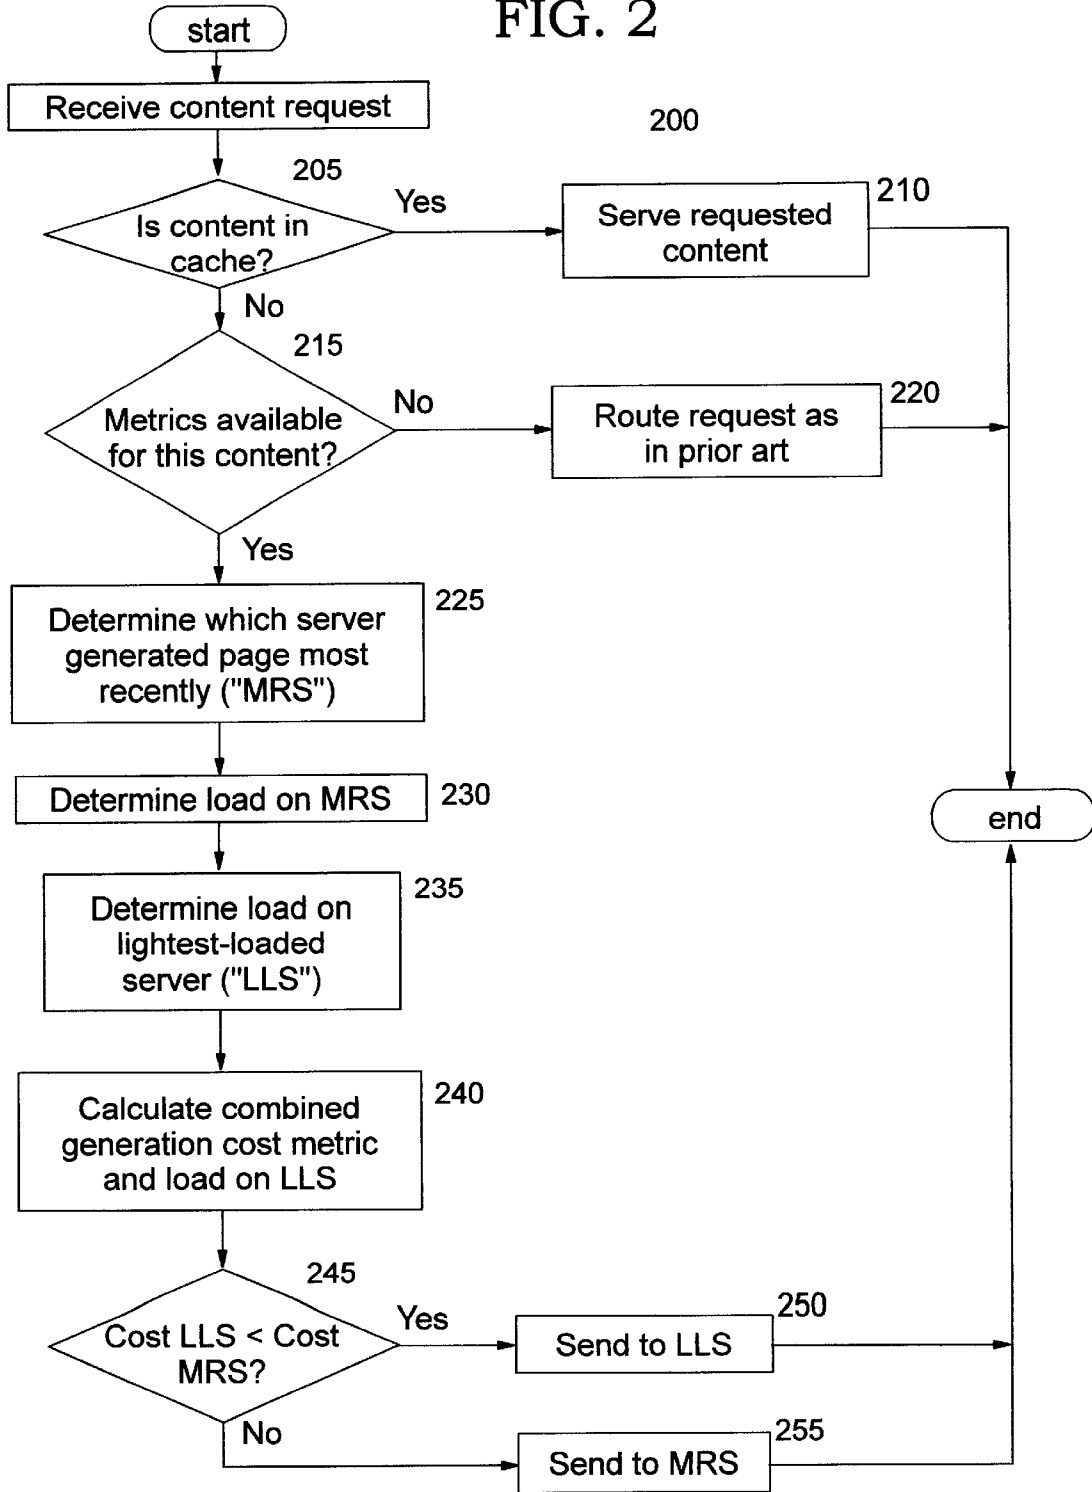 FIG. 2
start
Receive content request
200
205
Is content in
cache?
Yes
210
Serve requested
content
No
215
Metrics available
for this content?
No
220
Route request as
in prior art
Yes
225
Determine which server
generated page most
recently ("MRS")
Determine load on MRS
230
end
235
Determine load on
lightest-loaded
server ("LLS")
240
Calculate combined
generation cost metric
and load on LLS
245
Cost LLS < Cost
MRS?
Yes
250
Send to LLS
No
255
Send to MRS